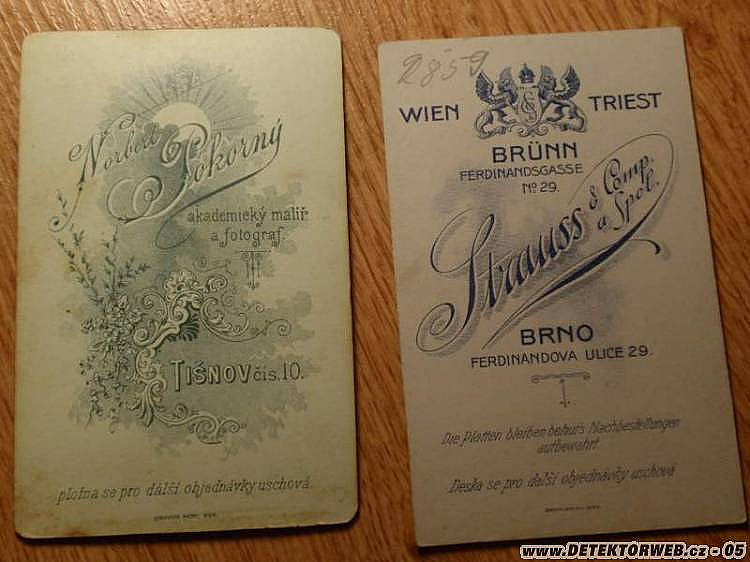 Norbert Pokorný
akademický malíř
a fotograf
TIŠNOV čís. 10.
plotna se pro další objednávky uschová.
2859
WIEN TRIEST
BRÜNN
FERDINANDSGASSE
No 29.
Strauss & Comp.
a Spol.
BRNO
FERDINANDOVA ULICE 29.
Die Platten bleiben behufs Nachbestellungen
aufbewahrt
Deska se pro další objednávky uschová
www.DETEKTORWEB.cz - 05